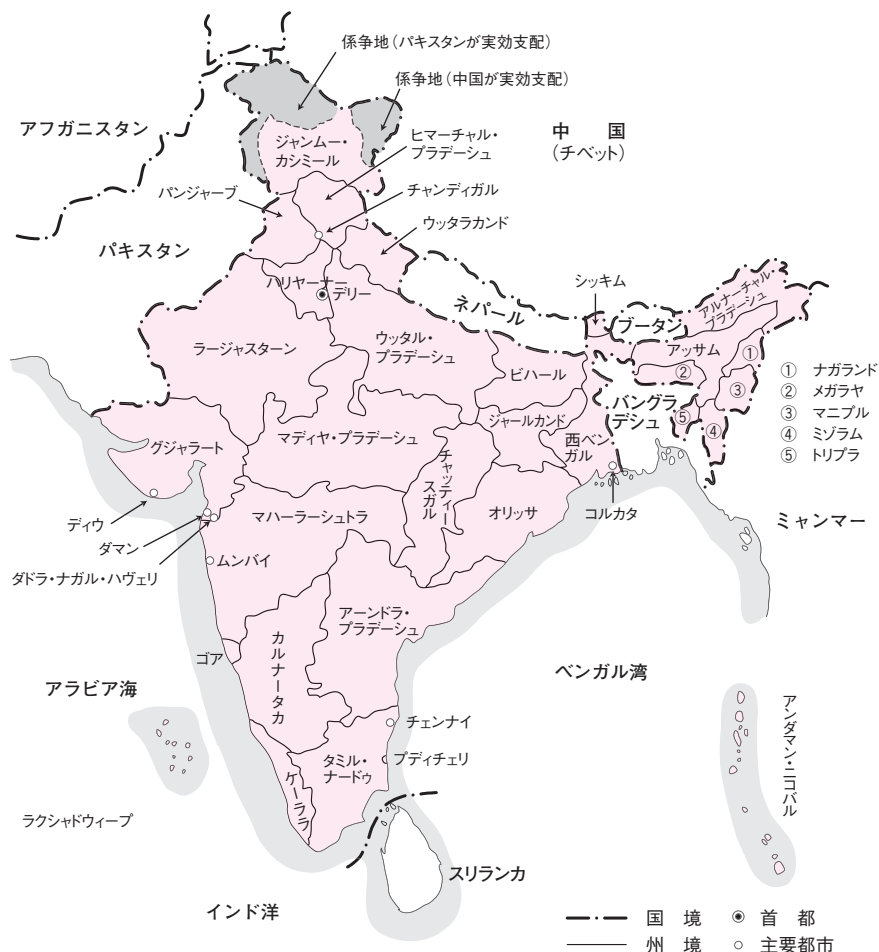 係争地(パキスタンが実効支配)
係争地(中国が実効支配)
アフガニスタン
中 国
(チベット)
ヒマーチャル・
プラデーシュ
ジャンムー・
カシミール
パンジャーブ
チャンディガル
ウッタラカンド
パキスタン
シッキム
ハリヤーナー
デリー
ネパール
ブータン
アルナーチャル・
プラデーシュ
ラージャスターン
ウッタル・
プラデーシュ
アッサム
①
②
③
④
⑤
① ナガランド
② メガラヤ
③ マニプル
④ ミゾラム
⑤ トリプラ
ビハール
バングラ
デシュ
グジャラート
マディヤ・プラデーシュ
ジャールカンド
西ベン
ガル
チャッティー
スガル
ディウ
マハーラーシュトラ
オリッサ
コルカタ
ミャンマー
ダマン
ダドラ・ナガル・ハヴェリ
ムンバイ
アーンドラ・
プラデーシュ
カルナータカ
ゴア
ベンガル湾
アラビア海
チェンナイ
アンダマン・ニコバル
タミル・
ナードゥ
プディチェリ
ケーララ
ラクシャドウィープ
スリランカ
インド洋
国 境
首 都
州 境
主要都市